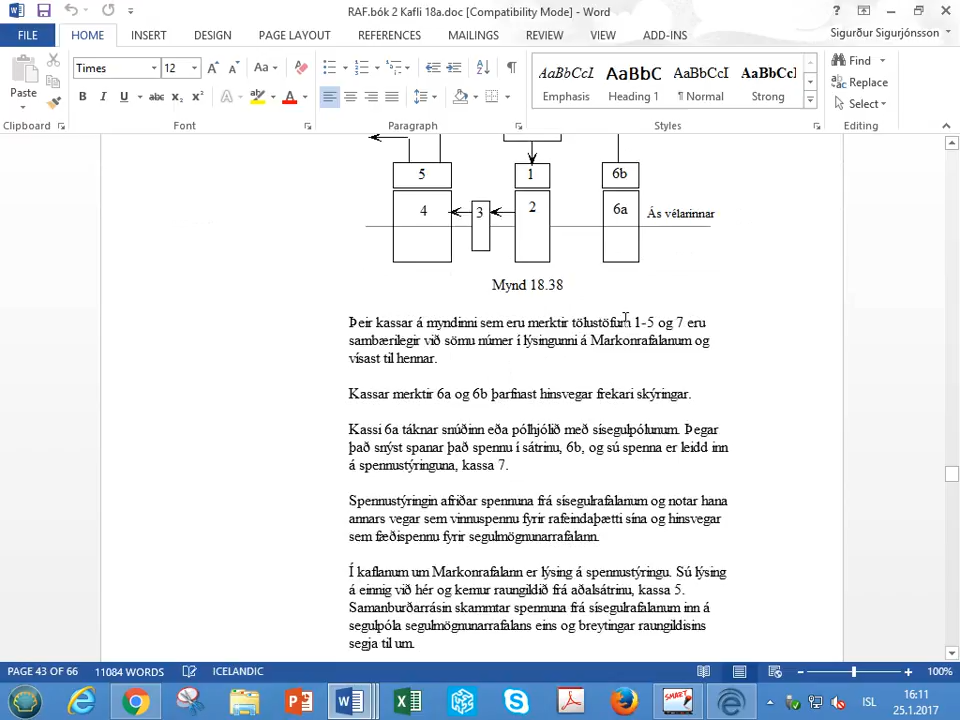 RAF.bók 2 Kafli 18a.doc [Compatibility Mode] - Word
FILE HOME INSERT DESIGN PAGE LAYOUT REFERENCES MAILINGS REVIEW VIEW ADD-INS Sigurður Sigurjónsson
Times 12 Aa
Paste B I U abc X₂ X² A A
Clipboard Font Paragraph Styles Editing
AaBbCcI AaBbC AaBbCcI AaBbCcl
Emphasis Heading 1 ¶ Normal Strong
Find
Replace
Select
5 1 6b
4 3 2 6a Ás vélarinnar
Mynd 18.38
Þeir kassar á myndinni sem eru merktir tölustöfum 1-5 og 7 eru
sambærilegir við sömu númer í lýsingunni á Markonrafalanum og
vísast til hennar.
Kassar merktir 6a og 6b þarfnast hinsvegar frekari skýringar.
Kassi 6a táknar snúðinn eða pólhjólið með sísegulpólunum. Þegar
það snýst spanar það spennu í sátrinu, 6b, og sú spenna er leidd inn
á spennustýringuna, kassa 7.
Spennustýringin afriðar spennuna frá sísegulrafalanum og notar hana
annars vegar sem vinnuspennu fyrir rafeindaþætti sína og hinsvegar
sem fæðispennu fyrir segulmögnunarrafalann.
Í kaflanum um Markonrafalann er lýsing á spennustýringu. Sú lýsing
á einnig við hér og kemur raungildið frá aðalsátrinu, kassa 5.
Samanburðarrásin skammtar spennuna frá sísegulrafalanum inn á
segulpóla segulmögnunarrafalans eins og breytingar raungildisins
segja til um.
PAGE 43 OF 66 11084 WORDS ICELANDIC 100%
ISL 16:11
25.1.2017